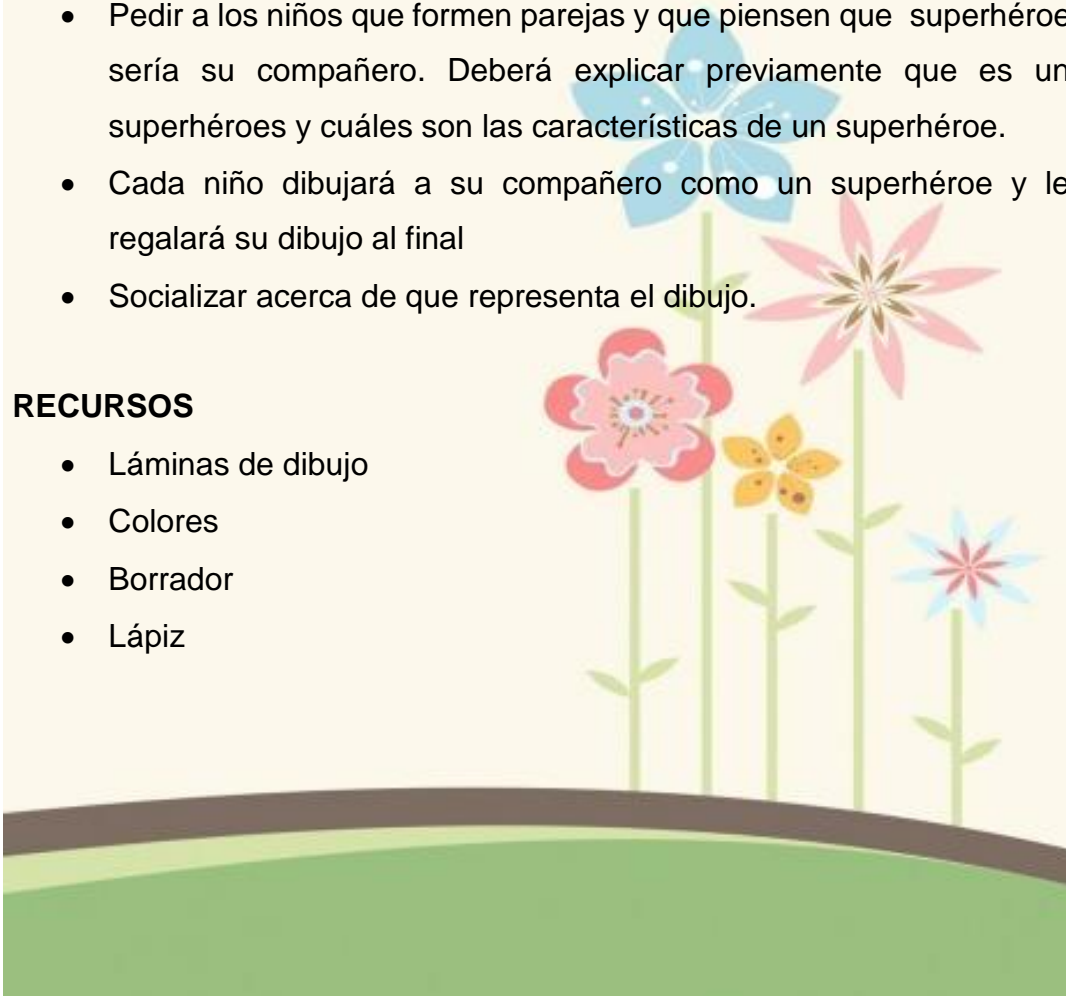 • Pedir a los niños que formen parejas y que piensen que superhéroe
sería su compañero. Deberá explicar previamente que es un
superhéroes y cuáles son las características de un superhéroe.
• Cada niño dibujará a su compañero como un superhéroe y le
regalará su dibujo al final
• Socializar acerca de que representa el dibujo.
RECURSOS
• Láminas de dibujo
• Colores
• Borrador
• Lápiz